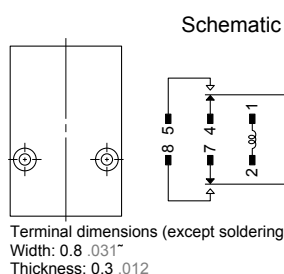 Schematic
5 4 1
8 7 2
Terminal dimensions (except soldering
Width: 0.8 .031˜
Thickness: 0.3 .012